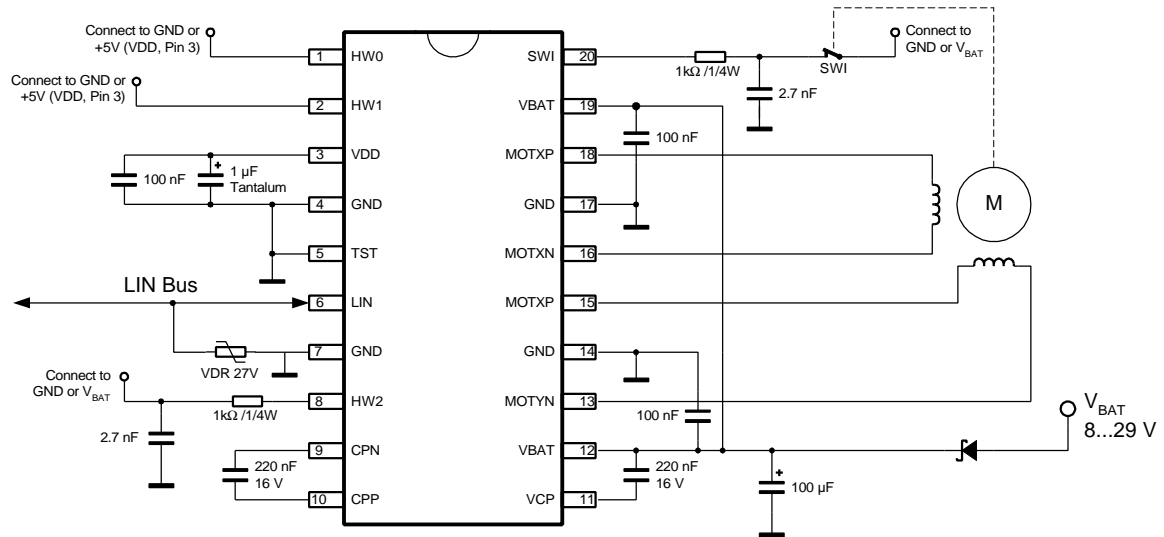 Connect to GND or
+5V (VDD, Pin 3)
Connect to GND or
+5V (VDD, Pin 3)
1 HW0
2 HW1
3 VDD
100 nF
+
1 µF
Tantalum
4 GND
5 TST
LIN Bus
6 LIN
7 GND
VDR 27V
Connect to
GND or VBAT
8 HW2
1kΩ /1/4W
2.7 nF
9 CPN
220 nF
16 V
10 CPP
SWI 20
1kΩ /1/4W
SWI
Connect to
GND or VBAT
2.7 nF
VBAT 19
100 nF
MOTXP 18
GND 17
M
MOTXN 16
MOTXP 15
GND 14
MOTYN 13
100 nF
VBAT
8...29 V
VBAT 12
220 nF
16 V
+
100 µF
VCP 11